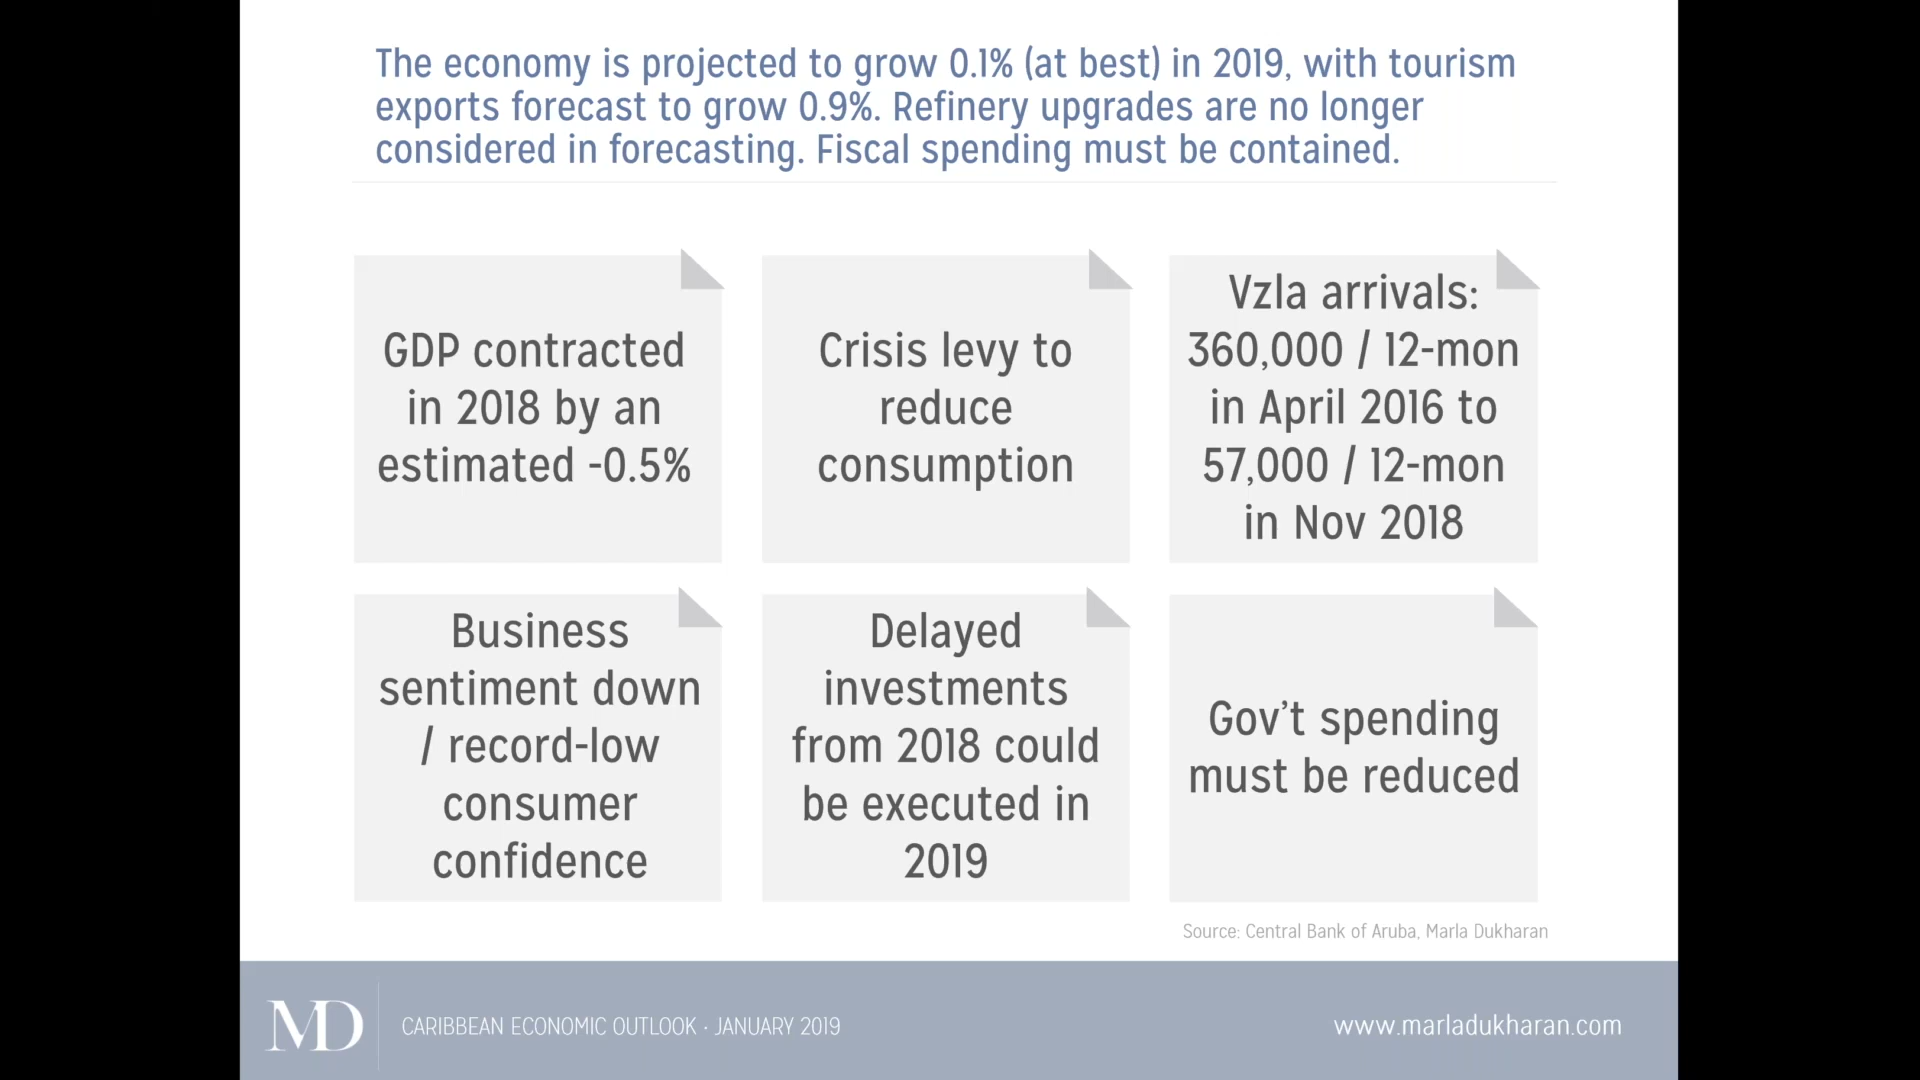 The economy is projected to grow 0.1% (at best) in 2019, with tourism
exports forecast to grow 0.9%. Refinery upgrades are no longer
considered in forecasting. Fiscal spending must be contained.
GDP contracted
in 2018 by an
estimated -0.5%
Crisis levy to
reduce
consumption
Vzla arrivals:
360,000 / 12-mon
in April 2016 to
57,000 / 12-mon
in Nov 2018
Business
sentiment down
/ record-low
consumer
confidence
Delayed
investments
from 2018 could
be executed in
2019
Gov't spending
must be reduced
Source: Central Bank of Aruba, Marla Dukharan
MD
CARIBBEAN ECONOMIC OUTLOOK · JANUARY 2019
www.marladukharan.com